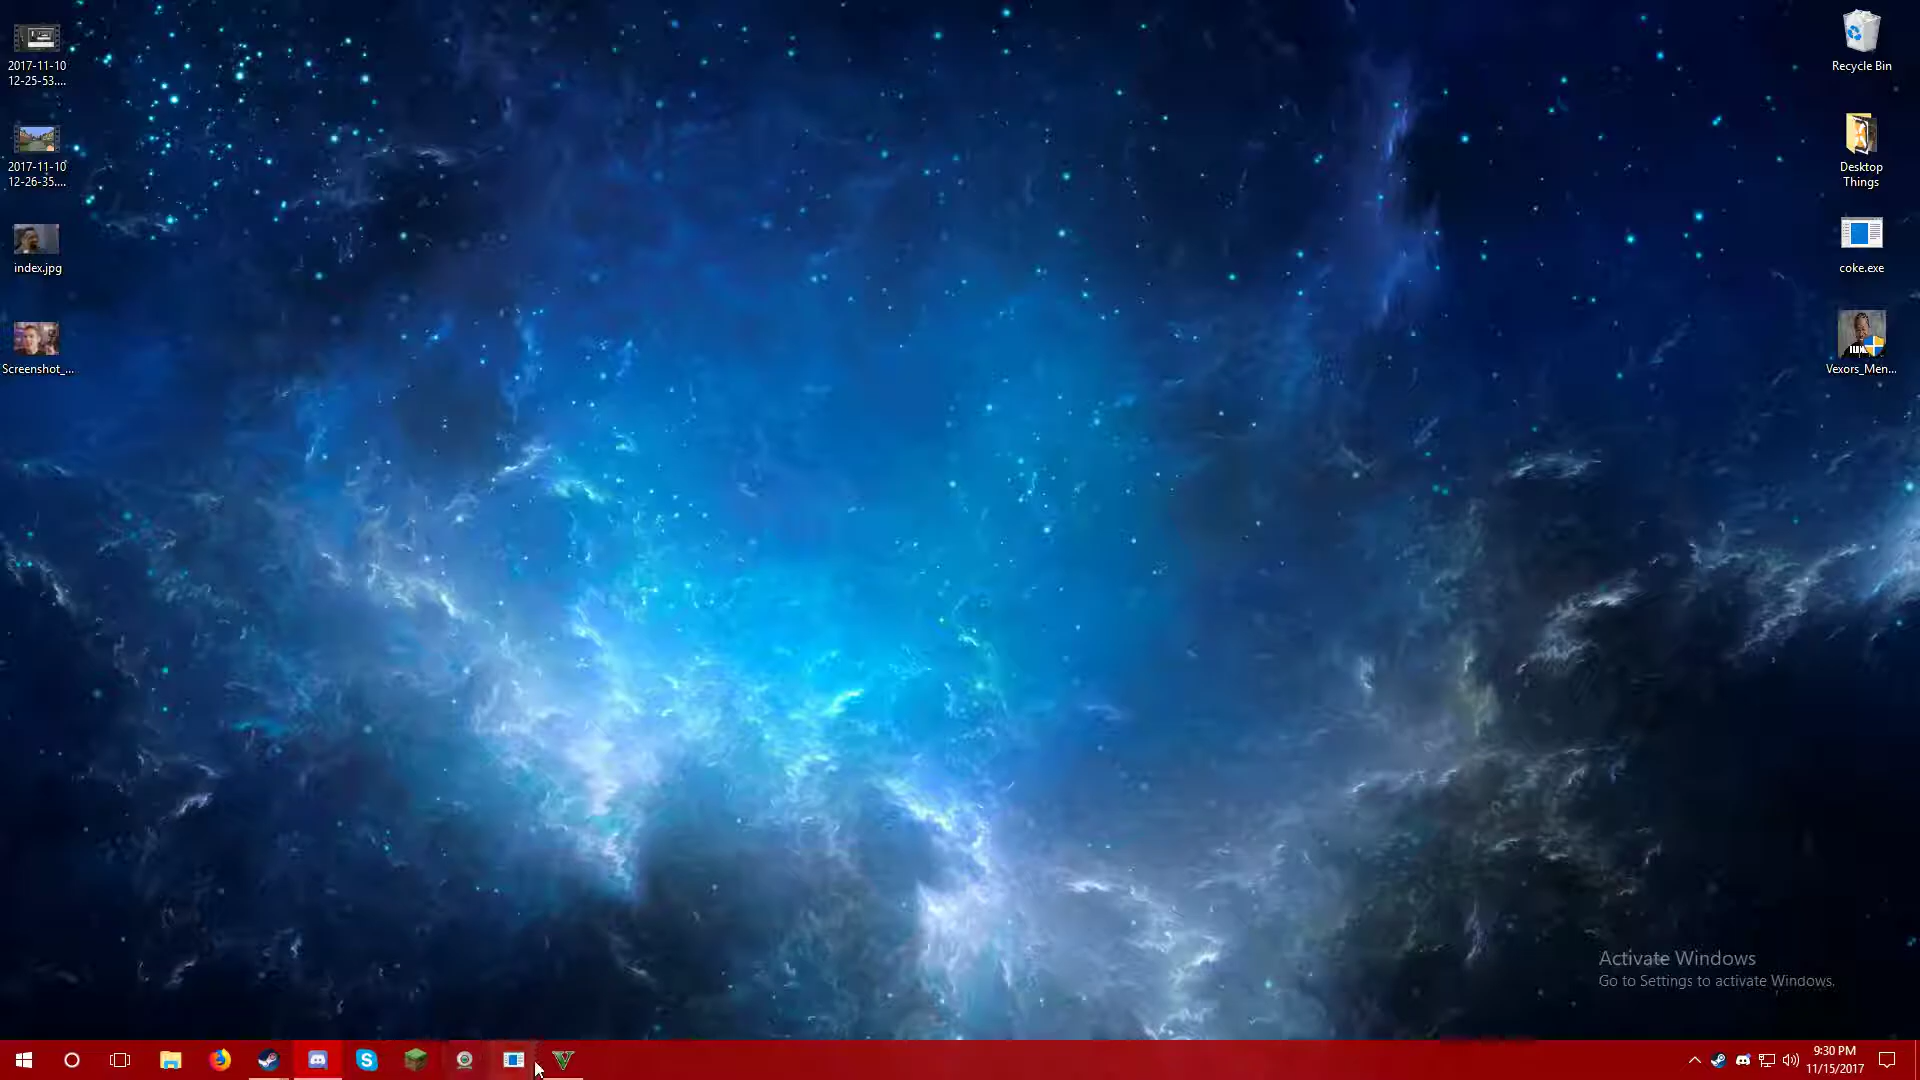 2017-11-10
12-25-53....
2017-11-10
12-26-35....
index.jpg
Screenshot_...
Recycle Bin
Desktop
Things
coke.exe
Vexors_Men...
Activate Windows
Go to Settings to activate Windows.
9:30 PM
11/15/2017